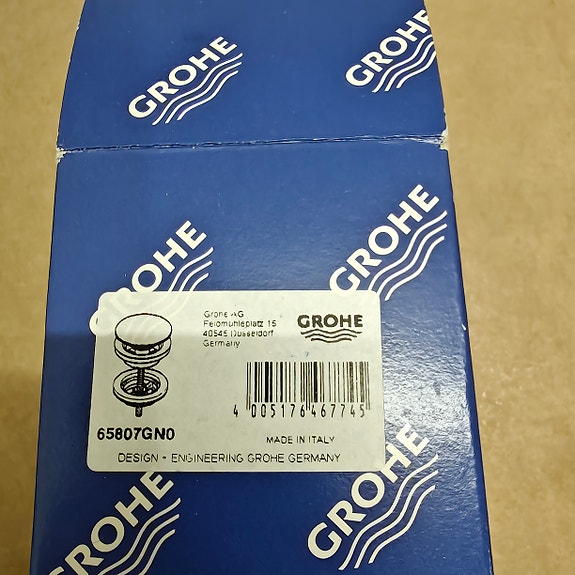 GROHE
GROHE
GROHE
GROHE
Grohe AG
Feldmühleplatz 15
40545 Düsseldorf
Germany
GROHE
4 005176 467745
65807GN0
MADE IN ITALY
DESIGN + ENGINEERING GROHE GERMANY
GROHE
GROHE